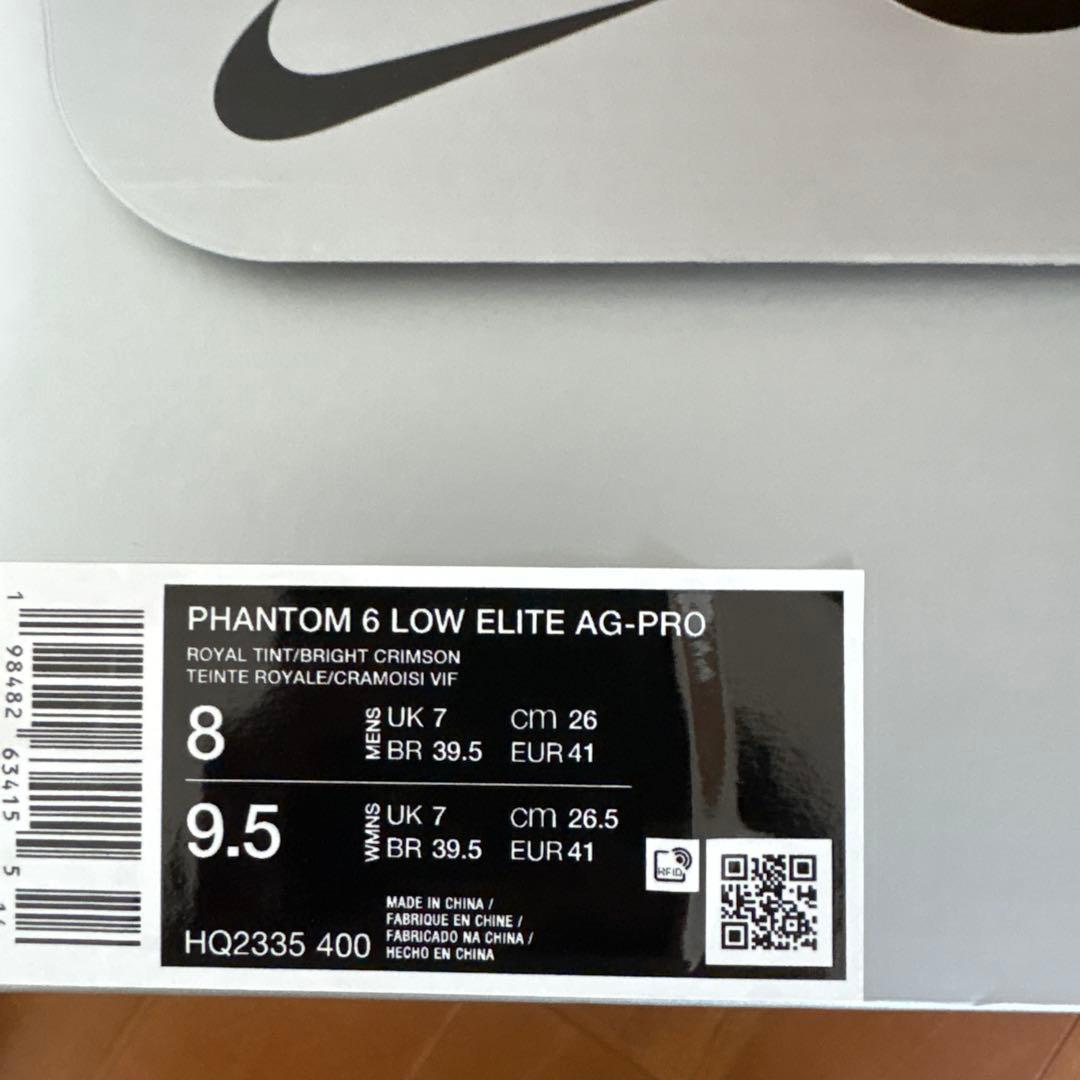 PHANTOM 6 LOW ELITE AG-PRO
ROYAL TINT/BRIGHT CRIMSON
TEINTE ROYALE/CRAMOISI VIF
8
MENS
UK 7 cm 26
BR 39.5 EUR 41
9.5
WMNS
UK 7 cm 26.5
BR 39.5 EUR 41
RFID
HQ2335 400
MADE IN CHINA /
FABRIQUE EN CHINE /
FABRICADO NA CHINA /
HECHO EN CHINA
1 98482 63415 5